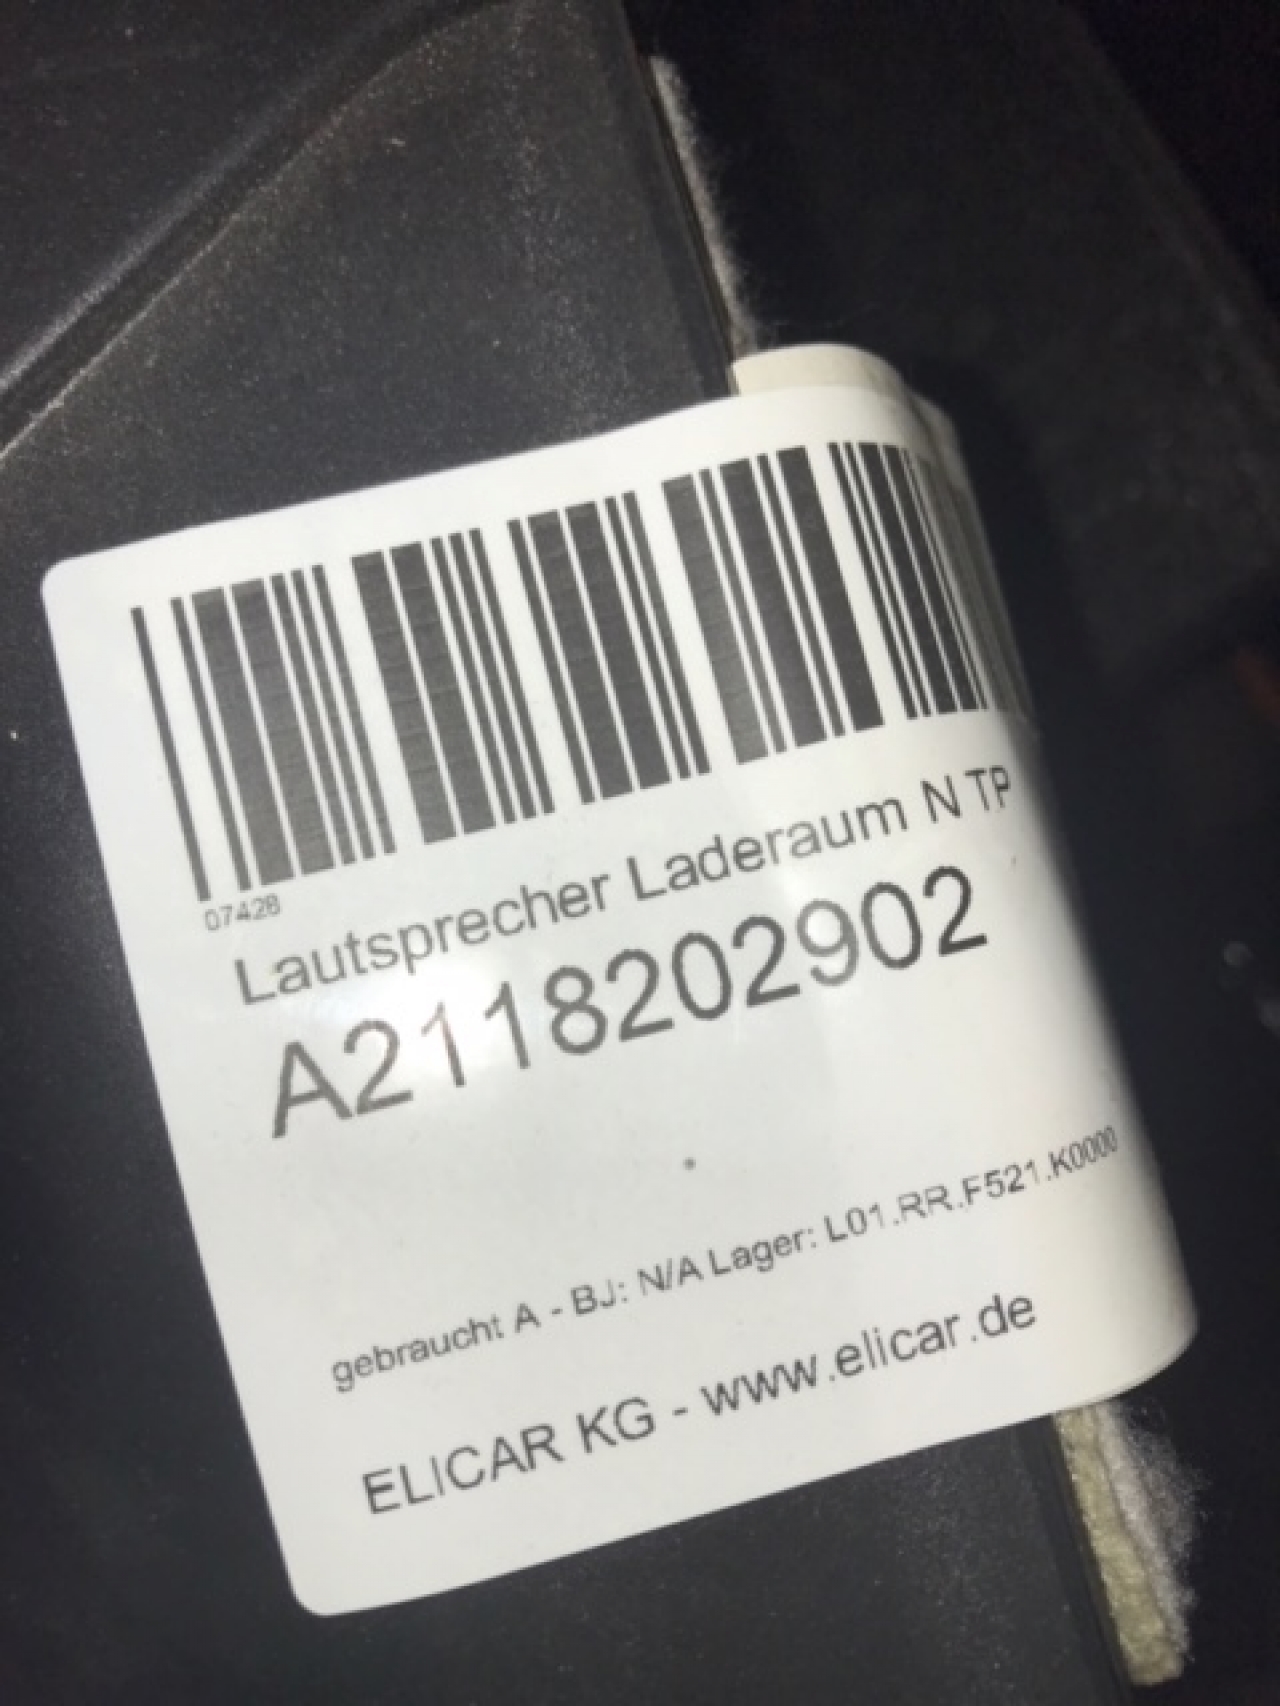 07428
Lautsprecher Laderaum N TP
A2118202902
gebraucht A - BJ: N/A Lager: L01.RR.F521.K0000
ELICAR KG - www.elicar.de